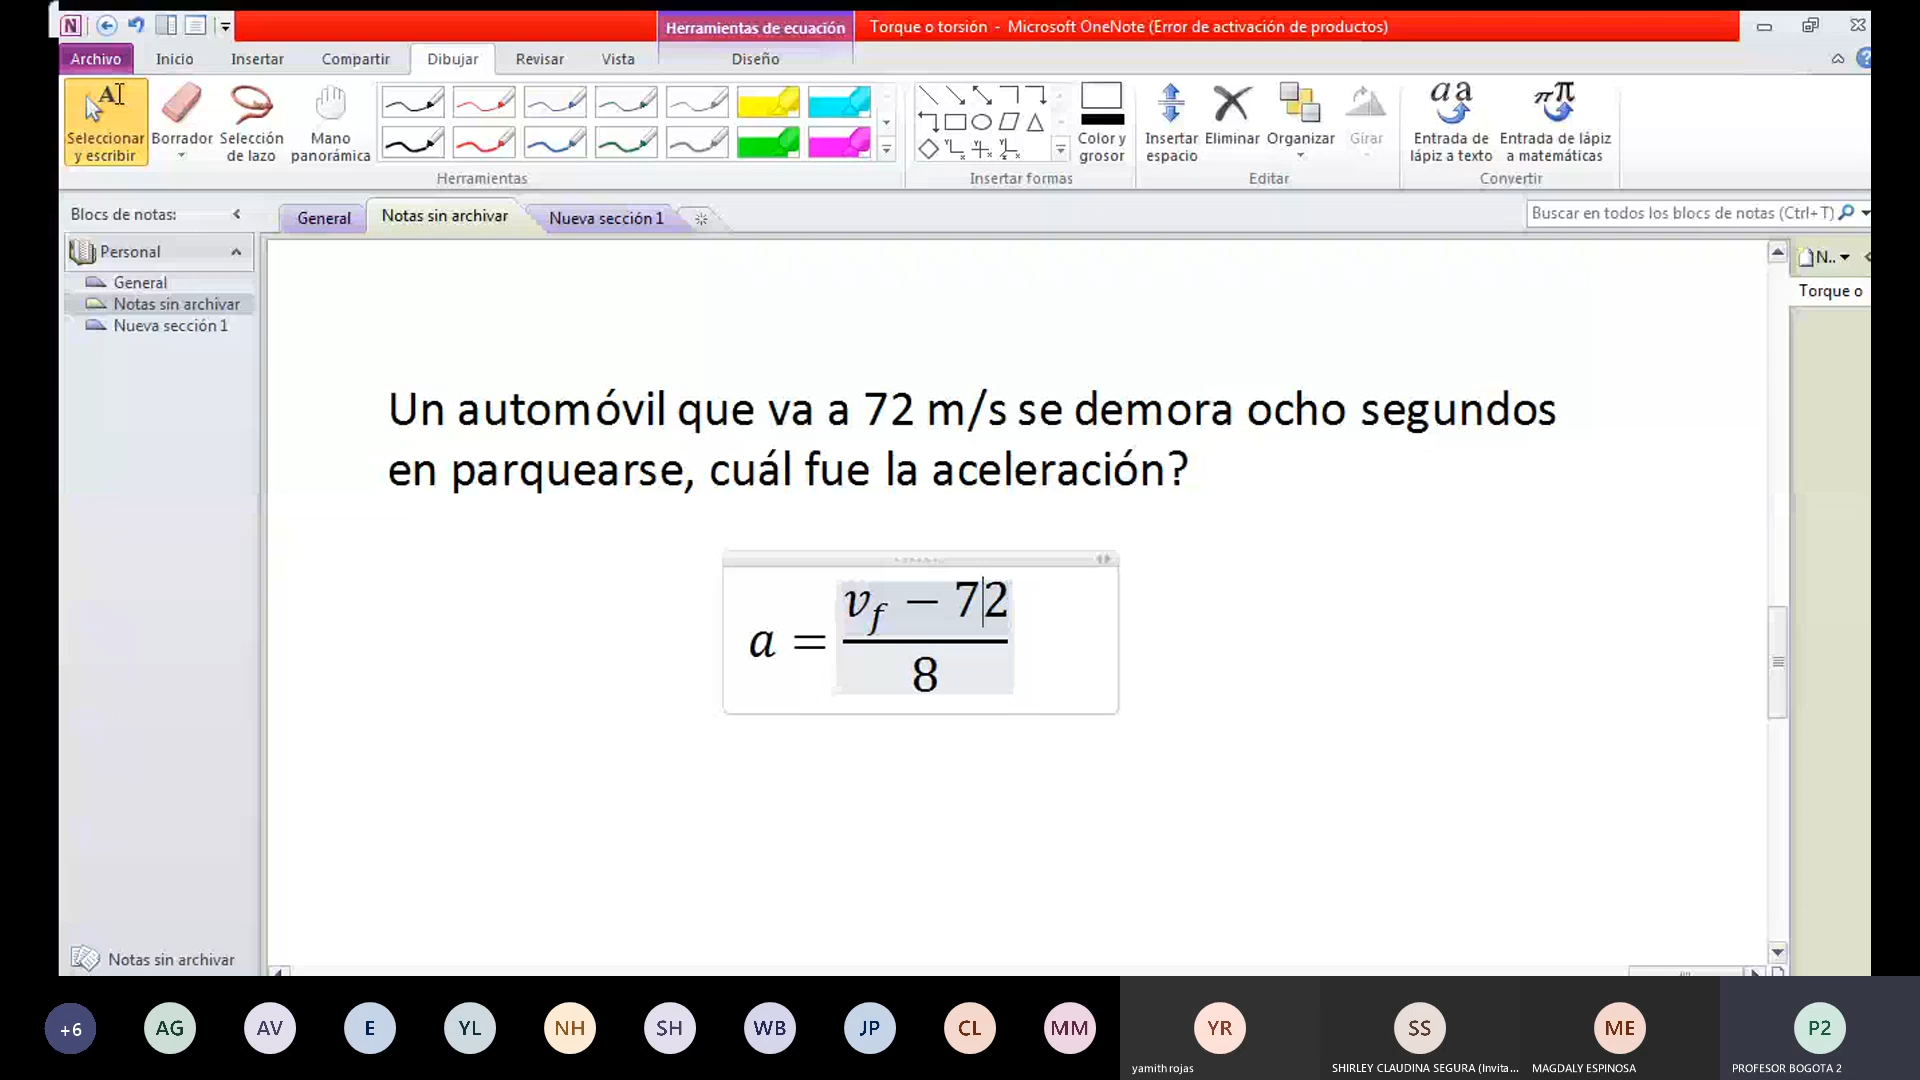 Herramientas de ecuación
Torque o torsión - Microsoft OneNote (Error de activación de productos)
Archivo Inicio Insertar Compartir Dibujar Revisar Vista Diseño
Seleccionar y escribir
Borrador
Selección de lazo
Mano panorámica
Color y grosor
Insertar espacio
Eliminar
Organizar
Girar
Entrada de lápiz a texto
Entrada de lápiz a matemáticas
Herramientas
Insertar formas
Editar
Convertir
Blocs de notas:
General
Notas sin archivar
Nueva sección 1
Buscar en todos los blocs de notas (Ctrl+T)
Personal
General
Notas sin archivar
Nueva sección 1
N..
Torque o
Un automóvil que va a 72 m/s se demora ocho segundos
en parquearse, cuál fue la aceleración?
a = (v_f − 72)/8
Notas sin archivar
+6 AG AV E YL NH SH WB JP CL MM YR SS ME P2
yamith rojas
SHIRLEY CLAUDINA SEGURA (Invita...
MAGDALY ESPINOSA
PROFESOR BOGOTA 2